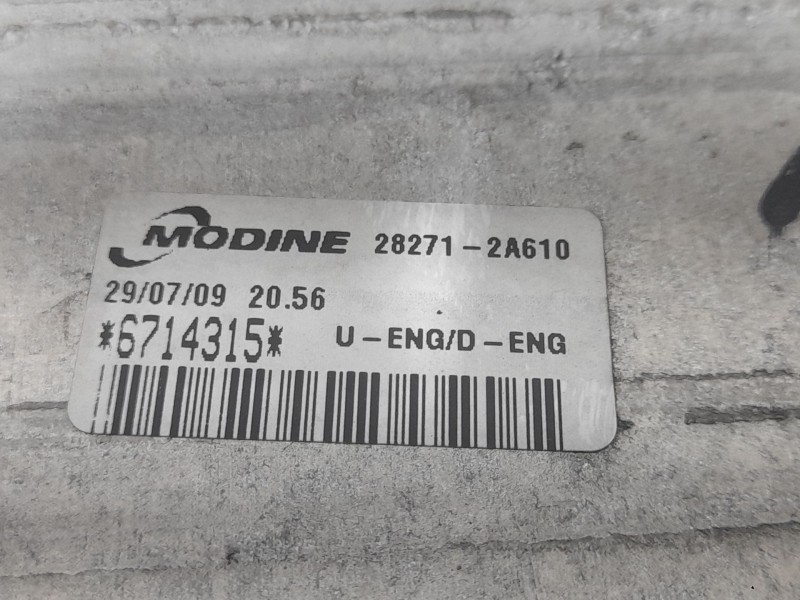 MODINE 28271-2A610
29/07/09 20.56
*6714315* U-ENG/D-ENG